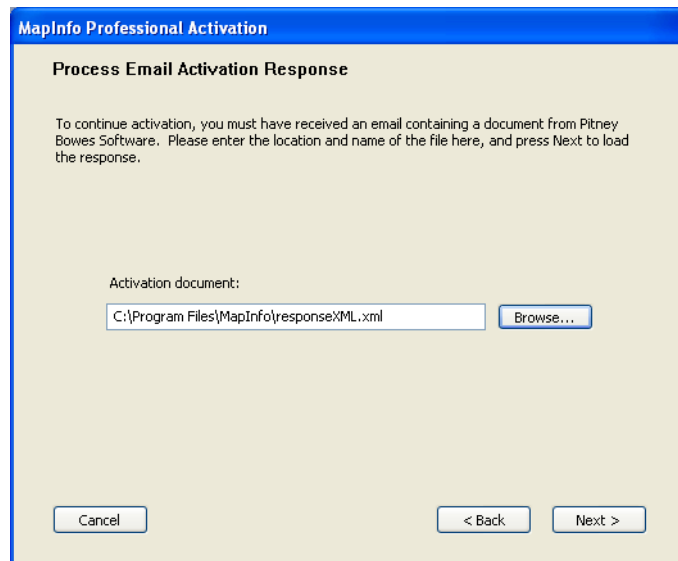 MapInfo Professional Activation
Process Email Activation Response
To continue activation, you must have received an email containing a document from Pitney
Bowes Software.  Please enter the location and name of the file here, and press Next to load
the response.
Activation document:
C:\Program Files\MapInfo\responseXML.xml
Browse...
Cancel
< Back
Next >